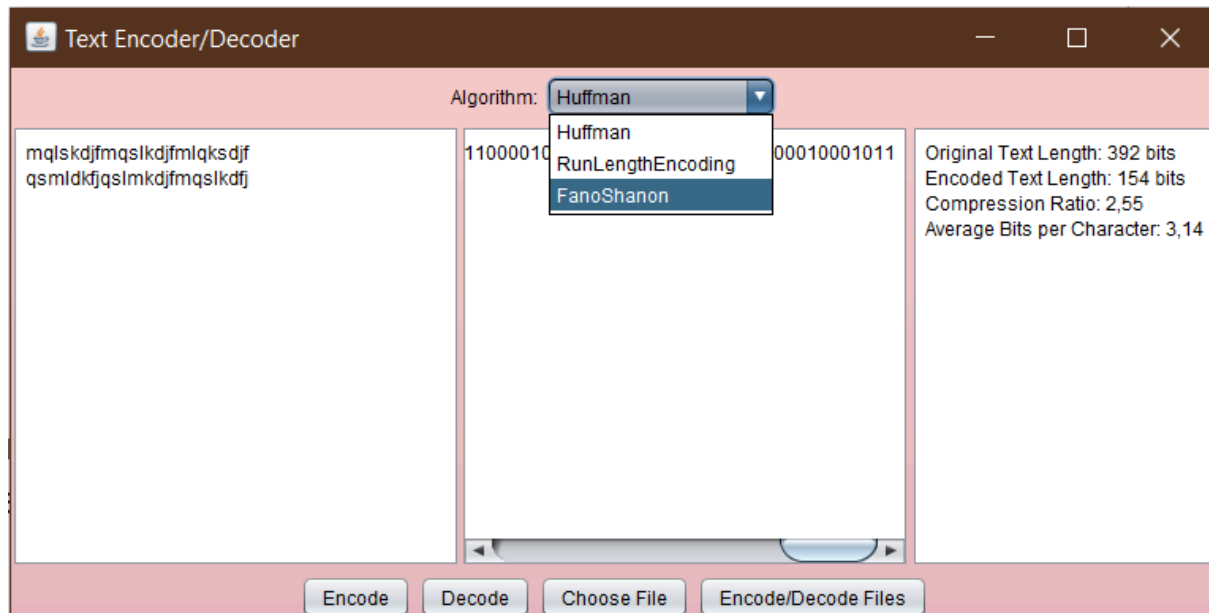 Text Encoder/Decoder
Algorithm: Huffman
Huffman
RunLengthEncoding
FanoShanon
mqlskdjfmqslkdjfmlqksdjf
qsmldkfjqslmkdjfmqslkdfj
11000010 00010001011
Original Text Length: 392 bits
Encoded Text Length: 154 bits
Compression Ratio: 2,55
Average Bits per Character: 3,14
Encode Decode Choose File Encode/Decode Files